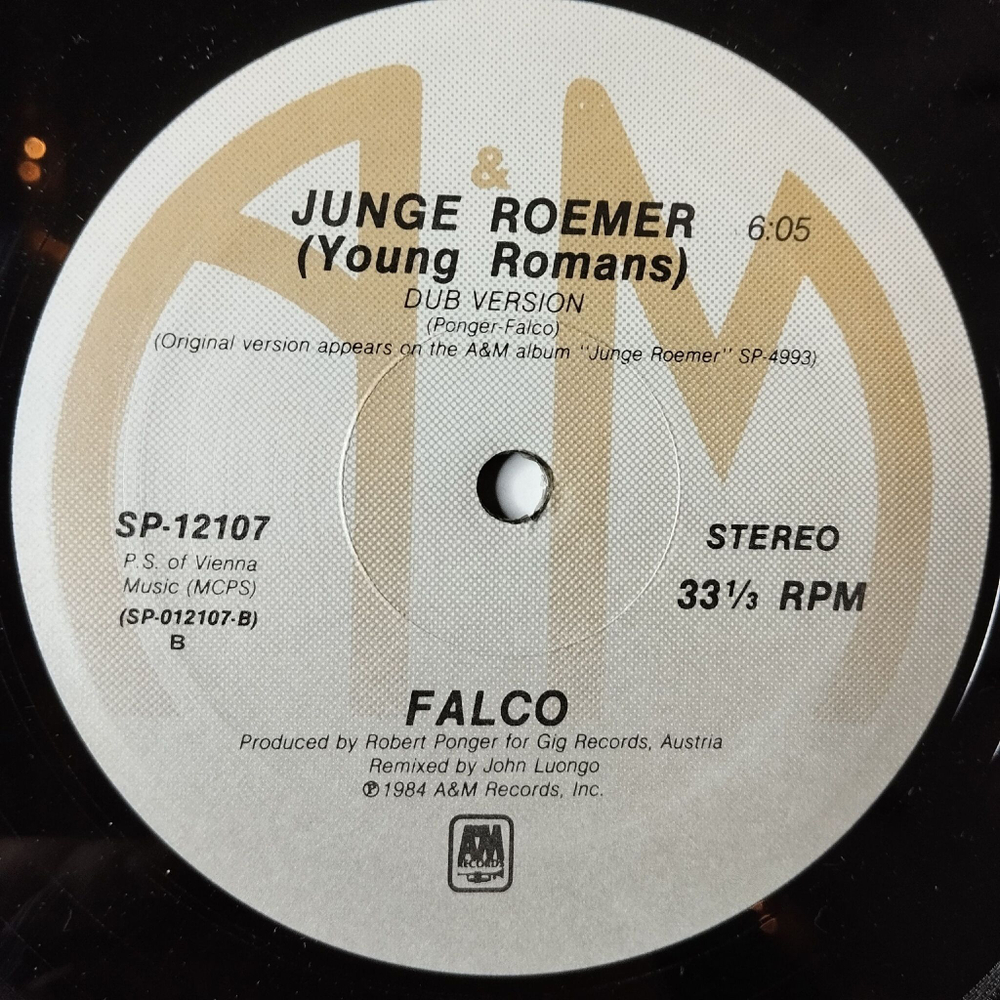 &
JUNGE ROEMER 6:05
(Young Romans)
DUB VERSION
(Ponger-Falco)
(Original version appears on the A&M album "Junge Roemer" SP-4993)
SP-12107
P.S. of Vienna
Music (MCPS)
(SP-012107-B)
B
STEREO
33⅓ RPM
FALCO
Produced by Robert Ponger for Gig Records, Austria
Remixed by John Luongo
℗1984 A&M Records, Inc.
A&M
RECORDS